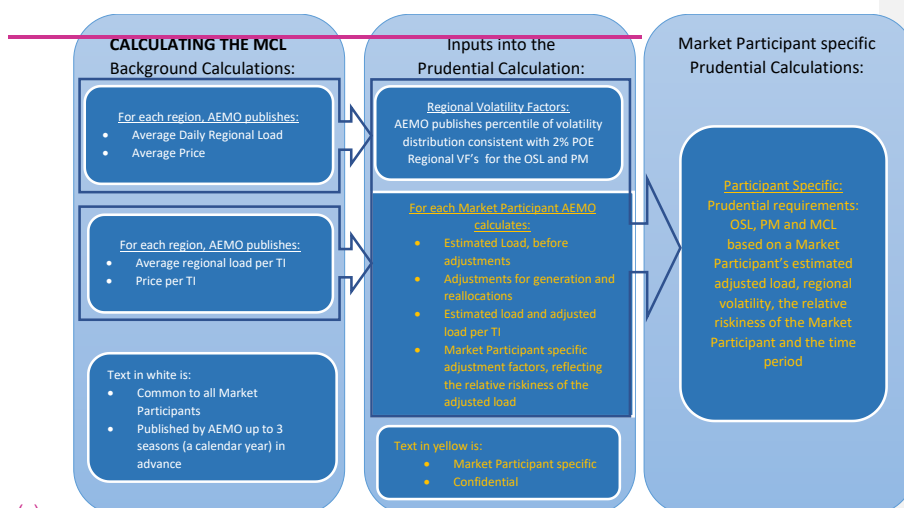 CALCULATING THE MCL
Background Calculations:
For each region, AEMO publishes:
• Average Daily Regional Load
• Average Price
For each region, AEMO publishes:
• Average regional load per TI
• Price per TI
Text in white is:
• Common to all Market
Participants
• Published by AEMO up to 3
seasons (a calendar year) in
advance
Inputs into the
Prudential Calculation:
Regional Volatility Factors:
AEMO publishes percentile of volatility
distribution consistent with 2% POE
Regional VF's for the OSL and PM
For each Market Participant AEMO
calculates:
• Estimated Load, before
adjustments
• Adjustments for generation and
reallocations
• Estimated load and adjusted
load per TI
• Market Participant specific
adjustment factors, reflecting
the relative riskiness of the
adjusted load
Text in yellow is:
• Market Participant specific
• Confidential
Market Participant specific
Prudential Calculations:
Participant Specific:
Prudential requirements:
OSL, PM and MCL
based on a Market
Participant's estimated
adjusted load, regional
volatility, the relative
riskiness of the Market
Participant and the time
period